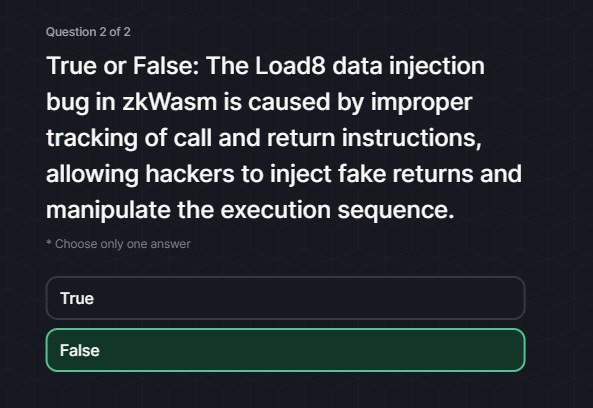 Question 2 of 2
True or False: The Load8 data injection
bug in zkWasm is caused by improper
tracking of call and return instructions,
allowing hackers to inject fake returns and
manipulate the execution sequence.
* Choose only one answer
True
False